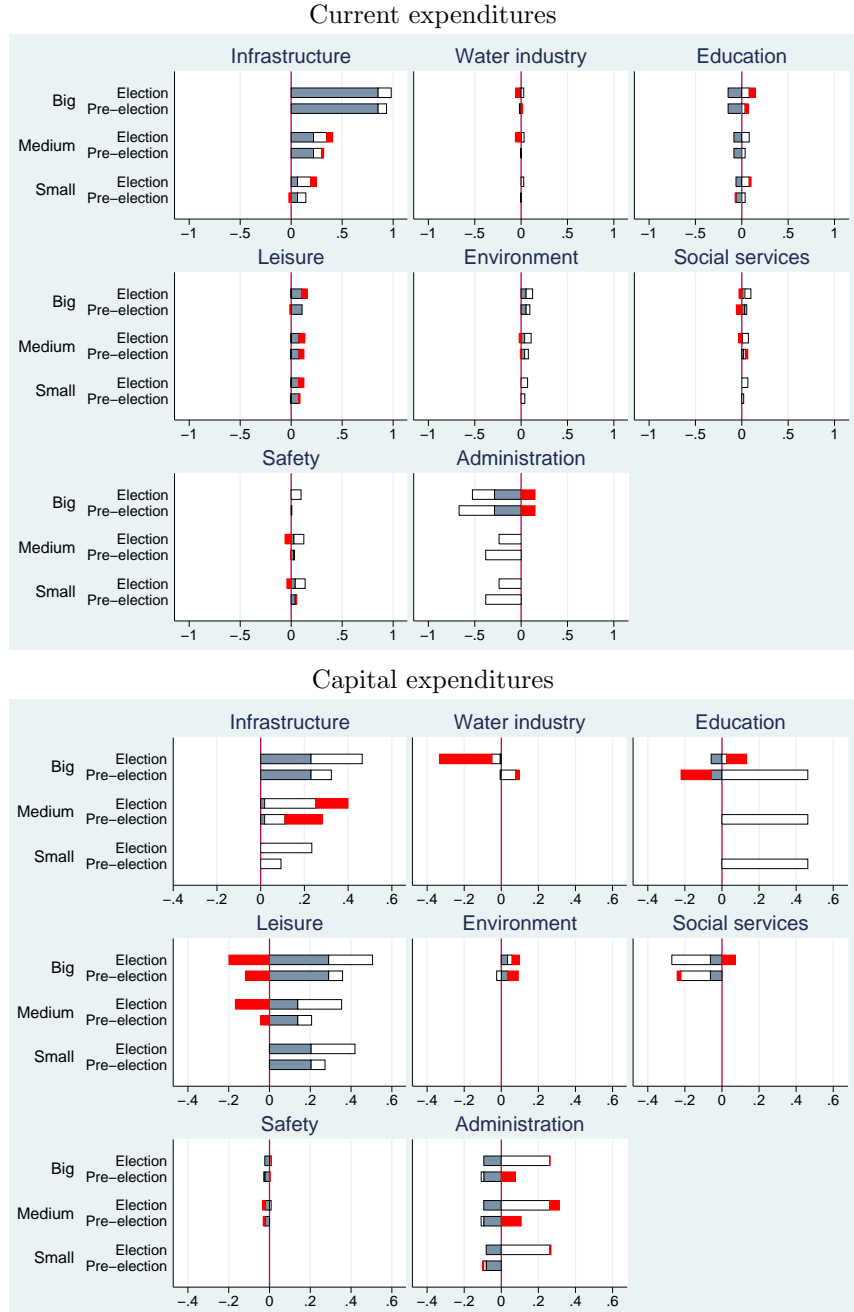 Current expenditures
Infrastructure Water industry Education
Big Election
Pre-election
Medium Election
Pre-election
Small Election
Pre-election
−1 −.5 0 .5 1 −1 −.5 0 .5 1 −1 −.5 0 .5 1
Leisure Environment Social services
Big Election
Pre-election
Medium Election
Pre-election
Small Election
Pre-election
−1 −.5 0 .5 1 −1 −.5 0 .5 1 −1 −.5 0 .5 1
Safety Administration
Big Election
Pre-election
Medium Election
Pre-election
Small Election
Pre-election
−1 −.5 0 .5 1 −1 −.5 0 .5 1
Capital expenditures
Infrastructure Water industry Education
Big Election
Pre-election
Medium Election
Pre-election
Small Election
Pre-election
−.4 −.2 0 .2 .4 .6 −.4 −.2 0 .2 .4 .6 −.4 −.2 0 .2 .4 .6
Leisure Environment Social services
Big Election
Pre-election
Medium Election
Pre-election
Small Election
Pre-election
−.4 −.2 0 .2 .4 .6 −.4 −.2 0 .2 .4 .6 −.4 −.2 0 .2 .4 .6
Safety Administration
Big Election
Pre-election
Medium Election
Pre-election
Small Election
Pre-election
−.4 −.2 0 .2 .4 .6 −.4 −.2 0 .2 .4 .6